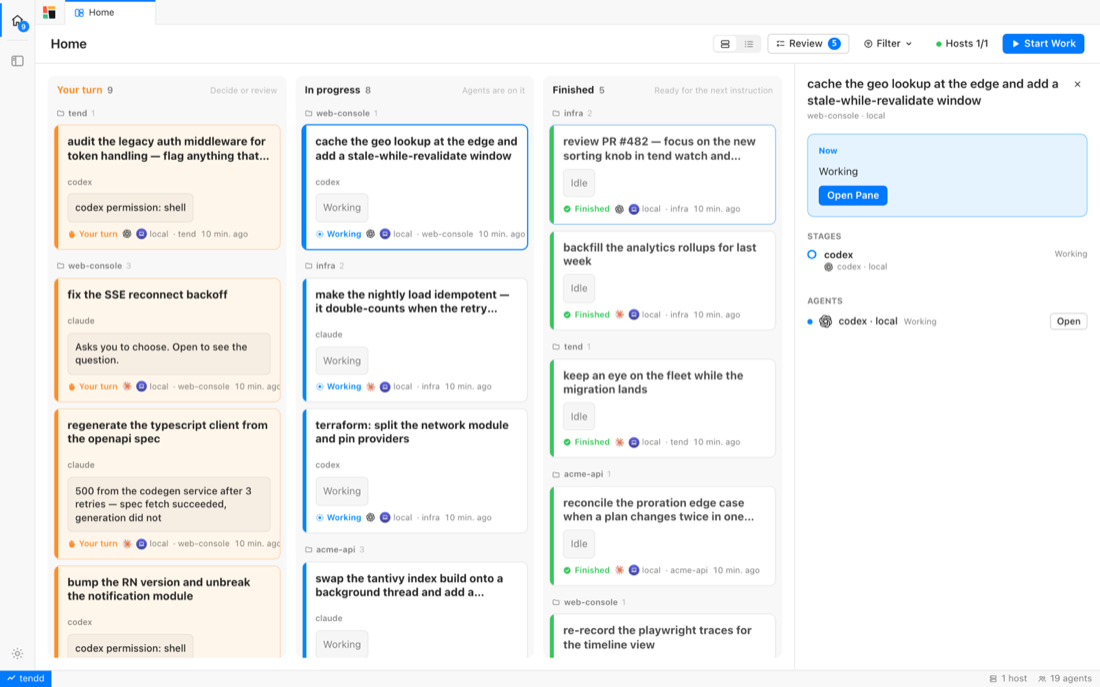 Home
9
Home
Review 5
Filter
Hosts 1/1
Start Work
Your turn 9
Decide or review
tend 1
audit the legacy auth middleware for
token handling — flag anything that...
codex
codex permission: shell
Your turn local · tend 10 min. ago
web-console 3
fix the SSE reconnect backoff
claude
Asks you to choose. Open to see the
question.
Your turn local · web-console 10 min. ago
regenerate the typescript client from
the openapi spec
claude
500 from the codegen service after 3
retries — spec fetch succeeded,
generation did not
Your turn local · web-console 10 min. ago
bump the RN version and unbreak
the notification module
codex
codex permission: shell
In progress 8
Agents are on it
web-console 1
cache the geo lookup at the edge and
add a stale-while-revalidate window
codex
Working
Working local · web-console 10 min. ago
infra 2
make the nightly load idempotent —
it double-counts when the retry...
claude
Working
Working local · infra 10 min. ago
terraform: split the network module
and pin providers
codex
Working
Working local · infra 10 min. ago
acme-api 3
swap the tantivy index build onto a
background thread and add a...
claude
Working
Finished 5
Ready for the next instruction
infra 2
review PR #482 — focus on the new
sorting knob in tend watch and...
Idle
Finished local · infra 10 min. ago
backfill the analytics rollups for last
week
Idle
Finished local · infra 10 min. ago
tend 1
keep an eye on the fleet while the
migration lands
Idle
Finished local · tend 10 min. ago
acme-api 1
reconcile the proration edge case
when a plan changes twice in one...
Idle
Finished local · acme-api 10 min. ago
web-console 1
re-record the playwright traces for
the timeline view
cache the geo lookup at the edge and add a
stale-while-revalidate window
web-console · local
Now
Working
Open Pane
STAGES
codex
Working
codex · local
AGENTS
codex · local Working
Open
tendd
1 host
19 agents